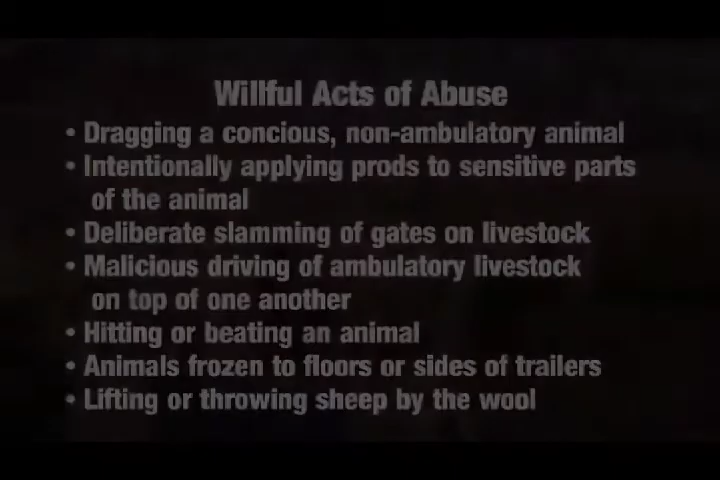 Willful Acts of Abuse
• Dragging a concious, non-ambulatory animal
• Intentionally applying prods to sensitive parts
of the animal
• Deliberate slamming of gates on livestock
• Malicious driving of ambulatory livestock
on top of one another
• Hitting or beating an animal
• Animals frozen to floors or sides of trailers
• Lifting or throwing sheep by the wool